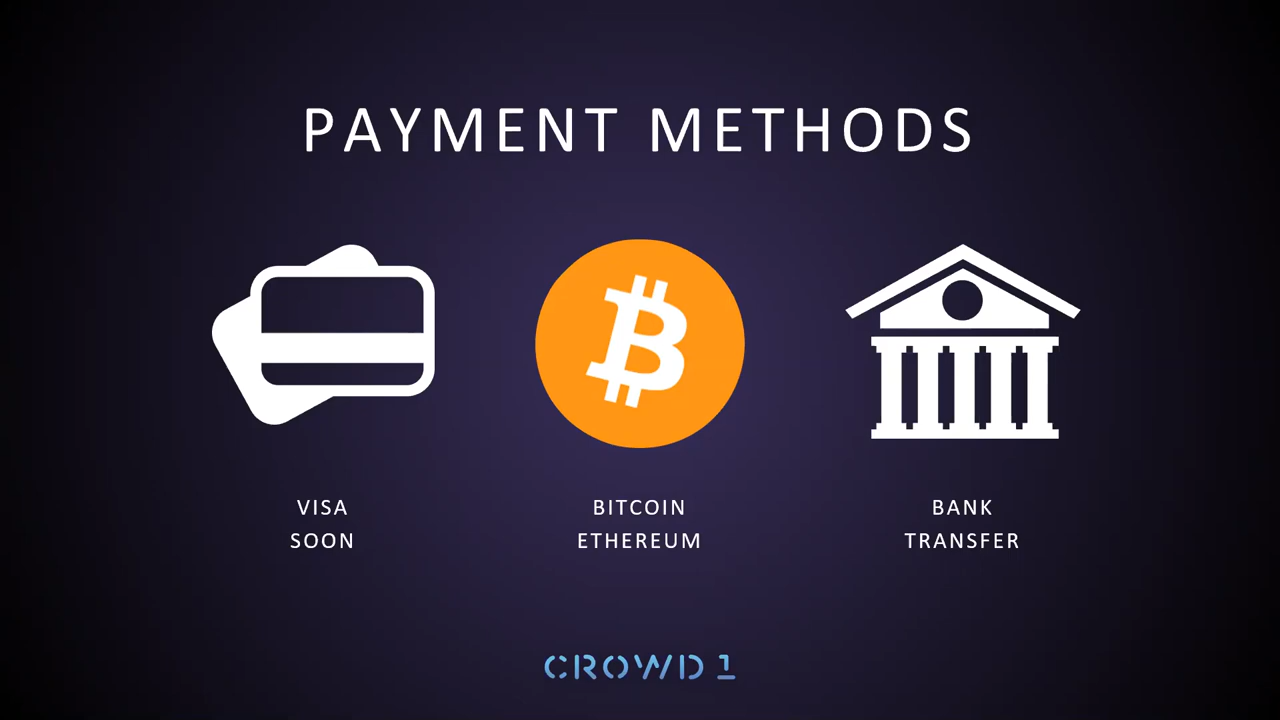 PAYMENT METHODS
VISA
SOON
BITCOIN
ETHEREUM
BANK
TRANSFER
CROWD 1